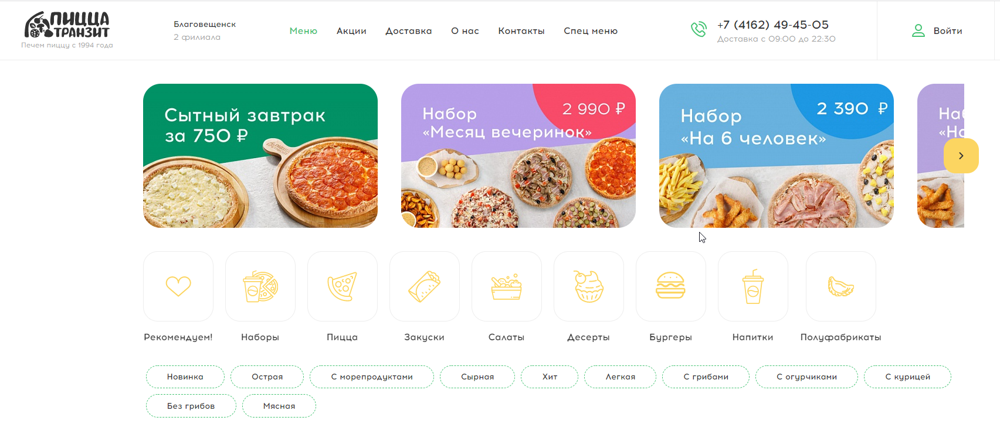 ПИЦЦА
ТРАНЗИТ
Печем пиццу с 1994 года
Благовещенск
2 филиала
Меню
Акции
Доставка
О нас
Контакты
Спец меню
+7 (4162) 49-45-05
Доставка с 09:00 до 22:30
Войти
Сытный завтрак
за 750 ₽
Набор
«Месяц вечеринок»
2 990 ₽
Набор
«На 6 человек»
2 390 ₽
Рекомендуем!
Наборы
Пицца
Закуски
Салаты
Десерты
Бургеры
Напитки
Полуфабрикаты
Новинка
Острая
С морепродуктами
Сырная
Хит
Легкая
С грибами
С огурчиками
С курицей
Без грибов
Мясная